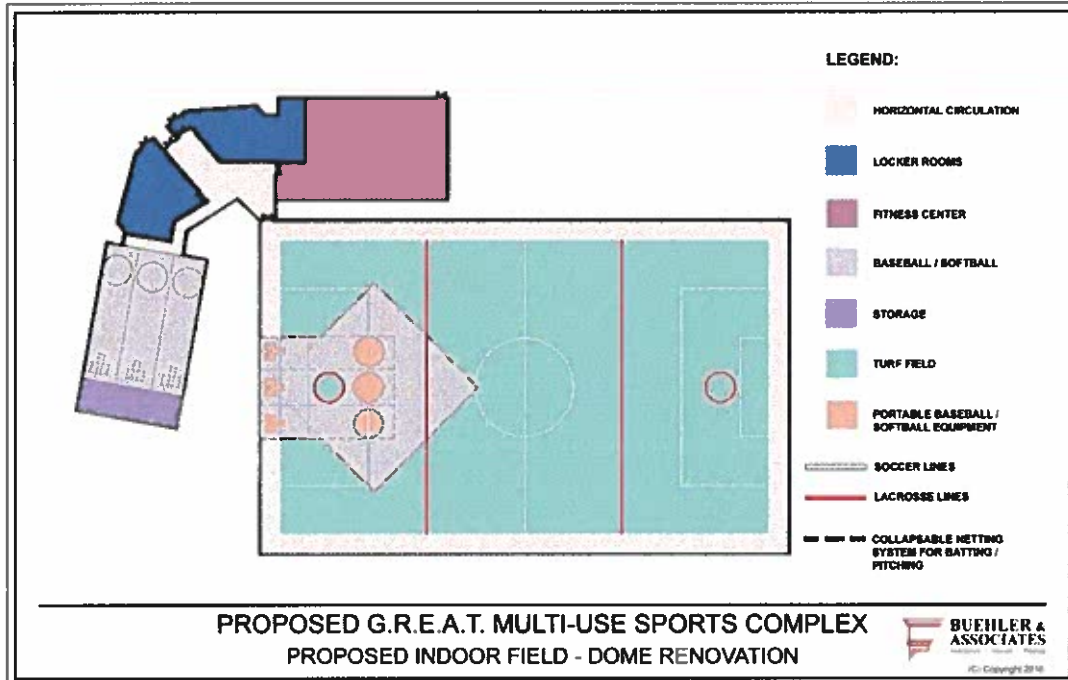 LEGEND:
HORIZONTAL CIRCULATION
LOCKER ROOMS
FITNESS CENTER
BASEBALL / SOFTBALL
STORAGE
TURF FIELD
PORTABLE BASEBALL /
SOFTBALL EQUIPMENT
SOCCER LINES
LACROSSE LINES
COLLAPSABLE NETTING
SYSTEM FOR BATTING /
PITCHING
PROPOSED G.R.E.A.T. MULTI-USE SPORTS COMPLEX
PROPOSED INDOOR FIELD - DOME RENOVATION
BUEHLER &
ASSOCIATES
(C) Copyright 2016